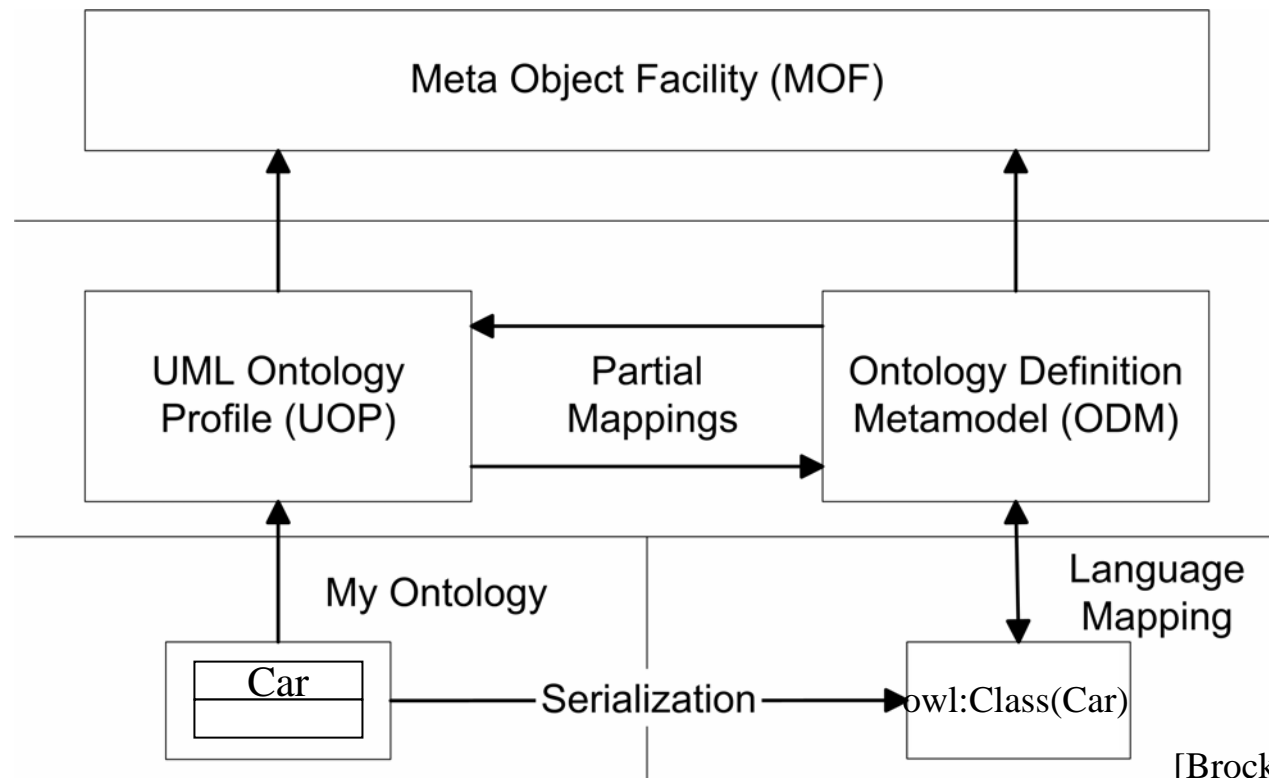 Meta Object Facility (MOF)
UML Ontology
Profile (UOP)
Partial
Mappings
Ontology Definition
Metamodel (ODM)
My Ontology
Language
Mapping
Car
Serialization
owl:Class(Car)
[Brock